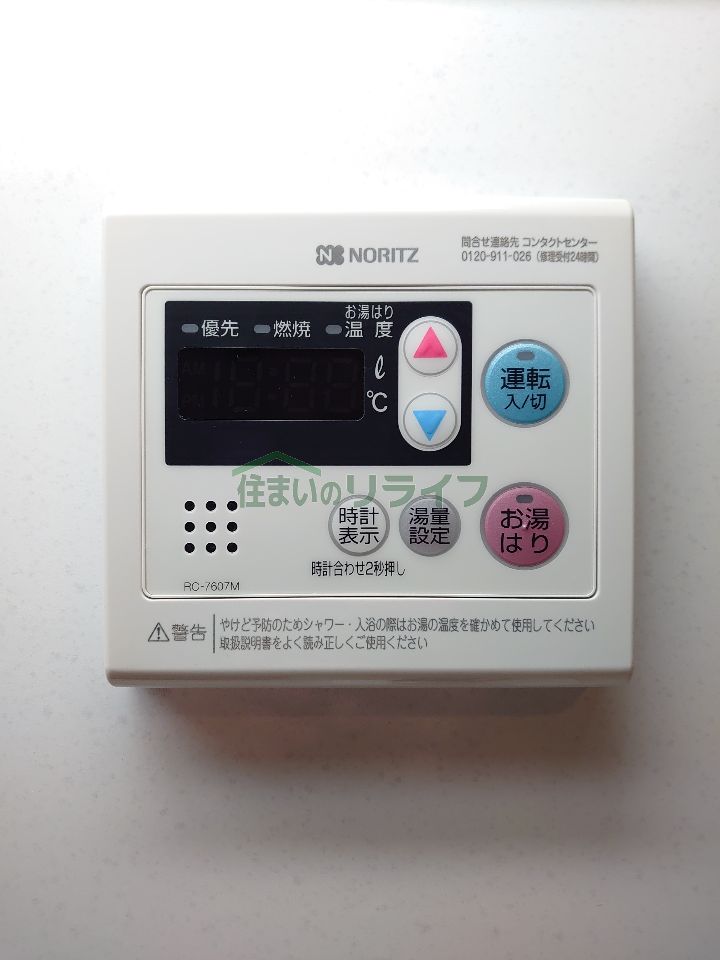 NORITZ
問合せ連絡先 コンタクトセンター
0120-911-026（修理受付24時間）
優先
燃焼
お湯はり
温度
AM
PM
ℓ
℃
運転
入/切
住まいのリライフ
時計
表示
湯量
設定
お湯
はり
時計合わせ2秒押し
RC-7607M
警告
やけど予防のためシャワー・入浴の際はお湯の温度を確かめて使用してください
取扱説明書をよく読み正しくご使用ください